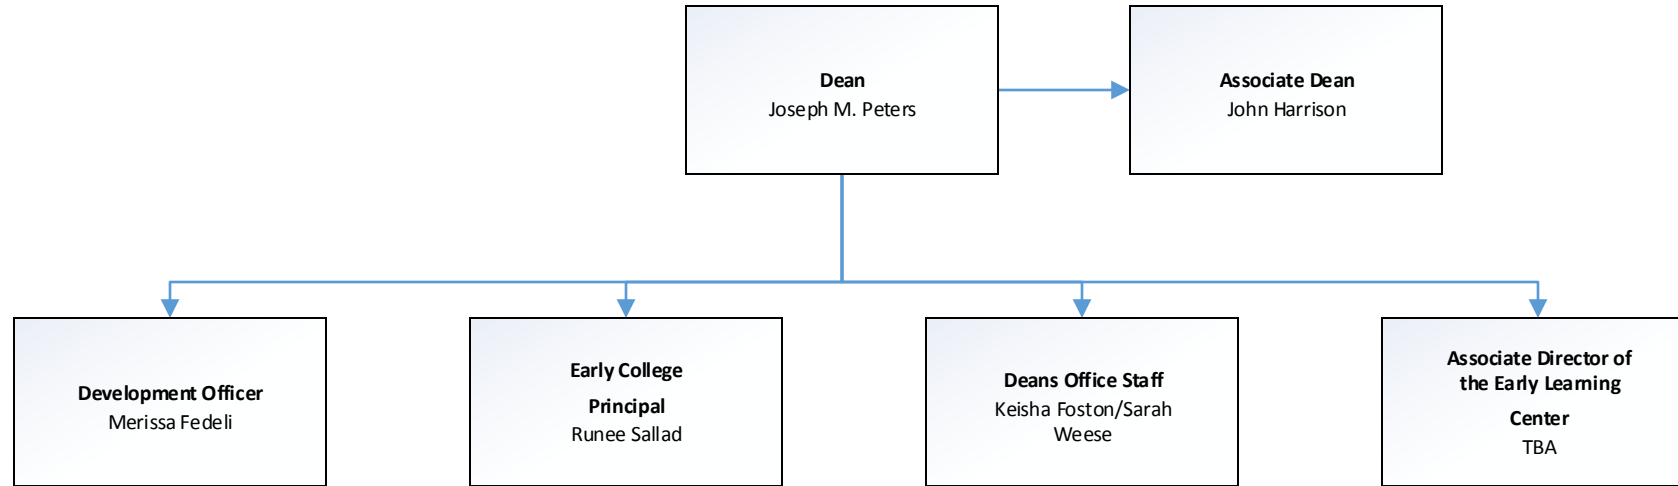 Dean
Joseph M. Peters
Associate Dean
John Harrison
Development Officer
Merissa Fedeli
Early College
Principal
Runee Sallad
Deans Office Staff
Keisha Foston/Sarah
Weese
Associate Director of
the Early Learning
Center
TBA